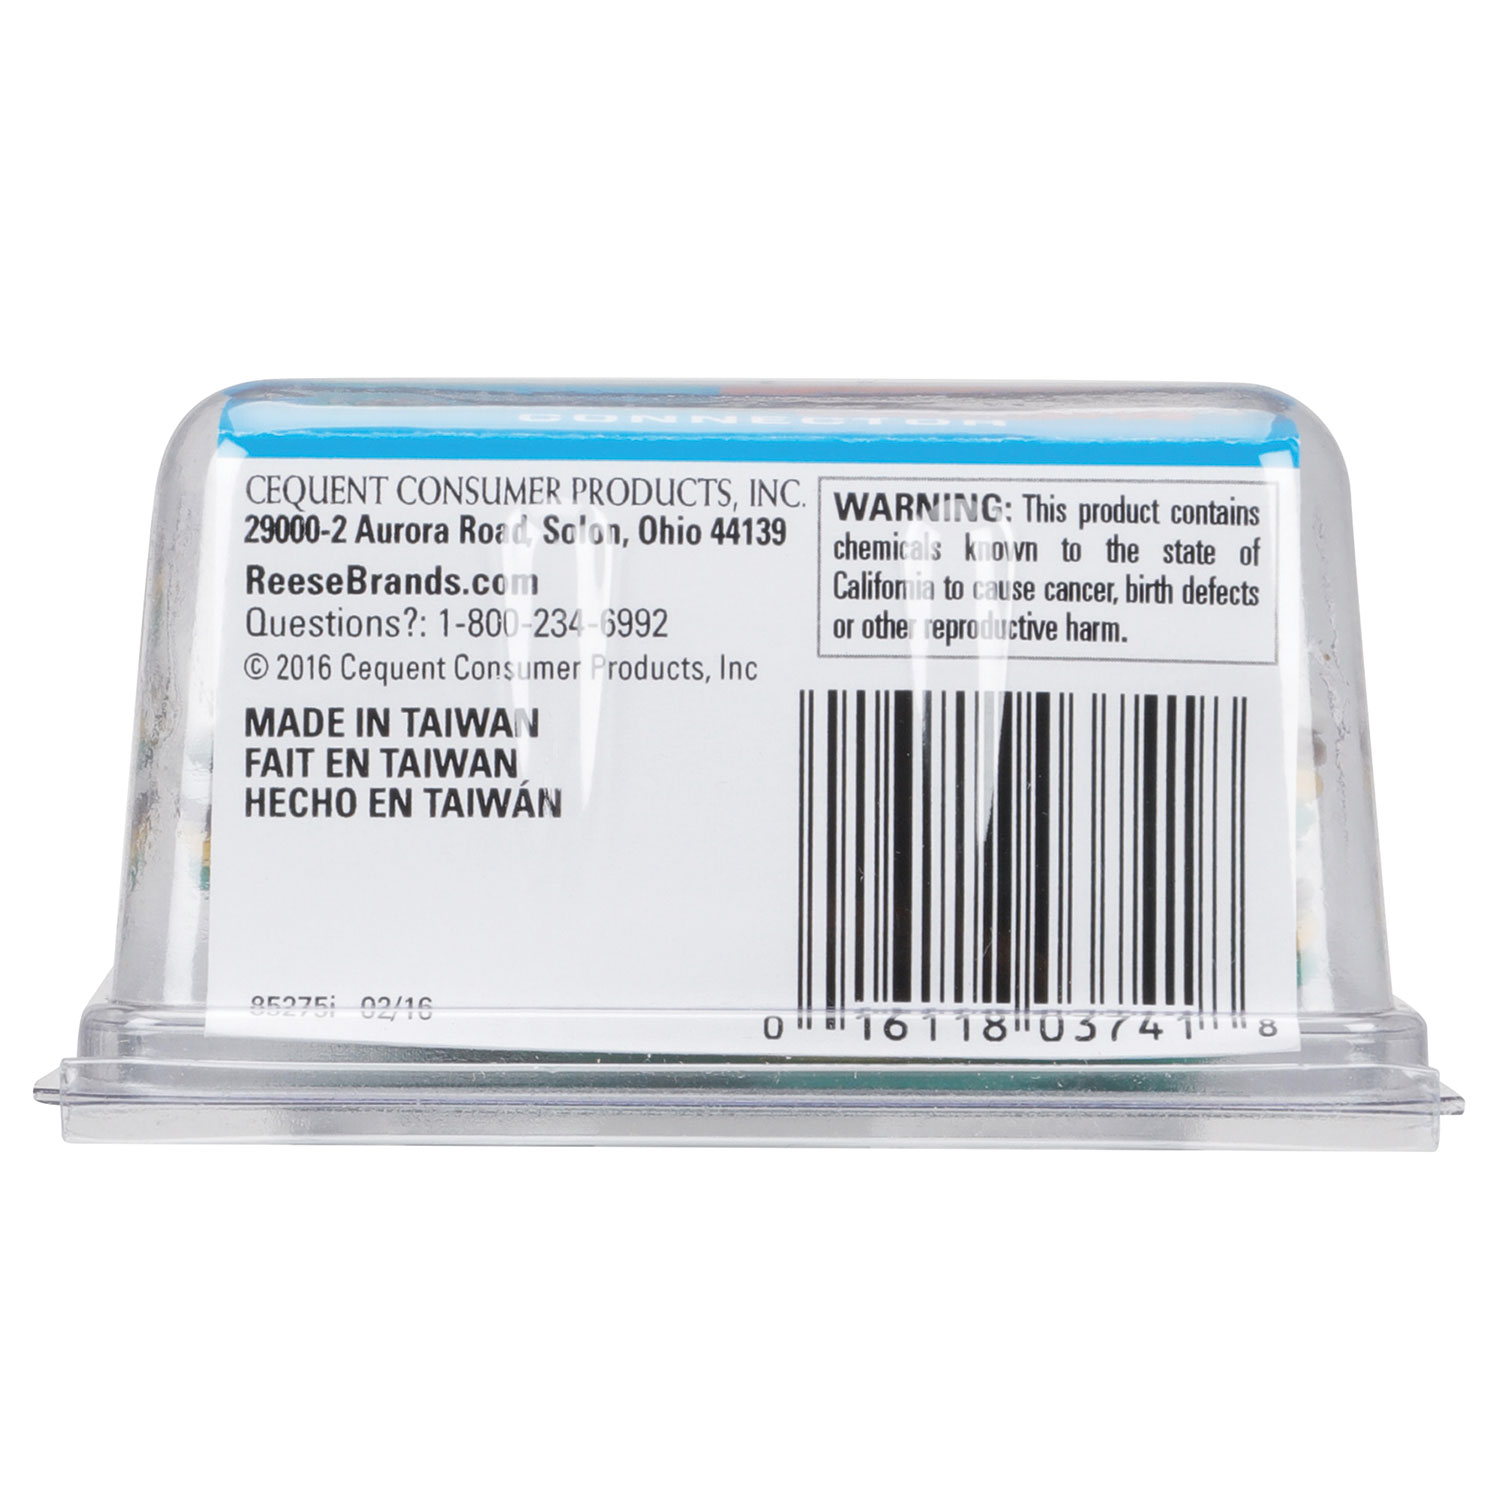 CONNECTOR
CEQUENT CONSUMER PRODUCTS, INC.
29000-2 Aurora Road, Solon, Ohio 44139
ReeseBrands.com
Questions?: 1-800-234-6992
© 2016 Cequent Consumer Products, Inc
MADE IN TAIWAN
FAIT EN TAIWAN
HECHO EN TAIWÁN
85275i 02/16
WARNING: This product contains
chemicals known to the state of
California to cause cancer, birth defects
or other reproductive harm.
0 16118 03741 8